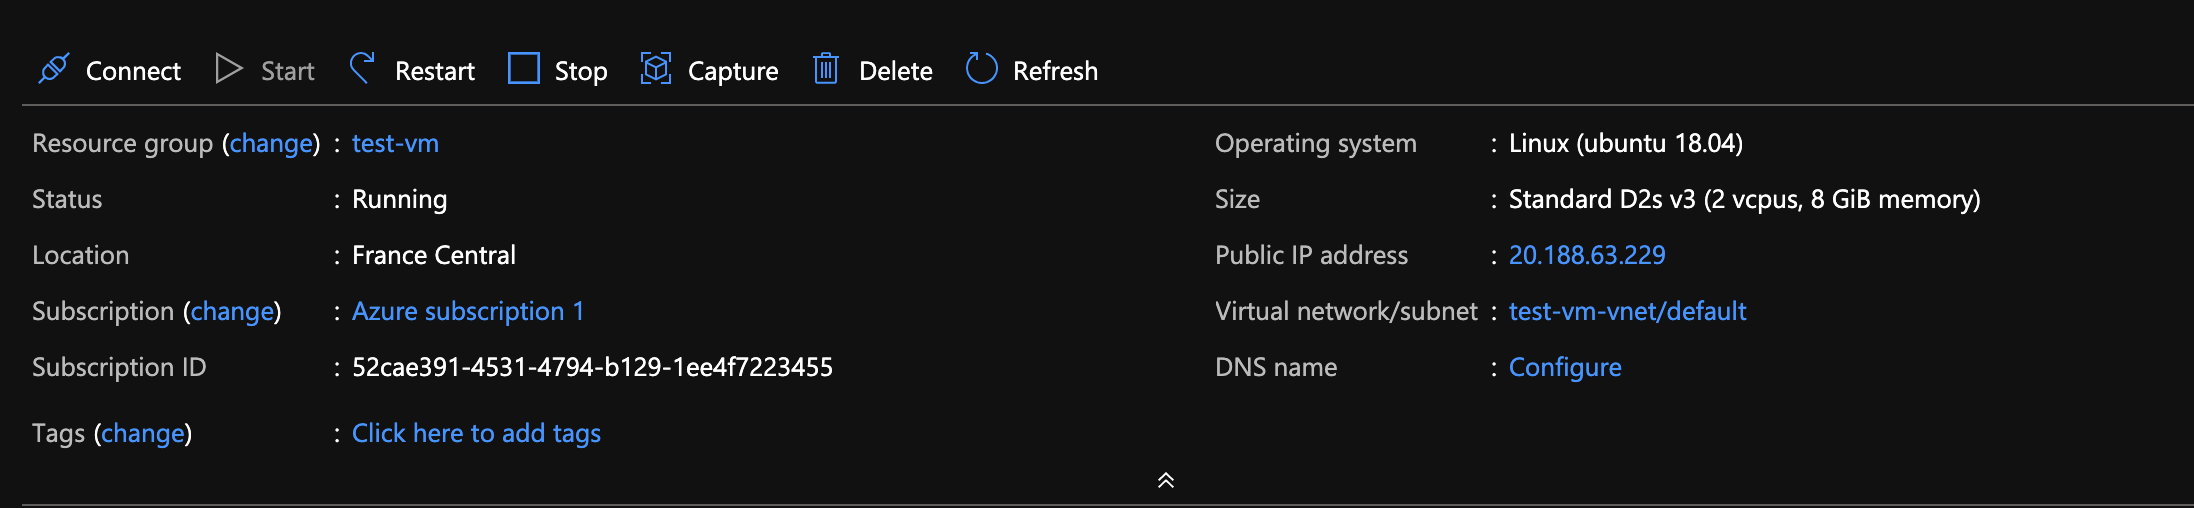 Connect Start Restart Stop Capture Delete Refresh
Resource group (change) : test-vm
Status : Running
Location : France Central
Subscription (change) : Azure subscription 1
Subscription ID : 52cae391-4531-4794-b129-1ee4f7223455
Tags (change) : Click here to add tags
Operating system : Linux (ubuntu 18.04)
Size : Standard D2s v3 (2 vcpus, 8 GiB memory)
Public IP address : 20.188.63.229
Virtual network/subnet : test-vm-vnet/default
DNS name : Configure